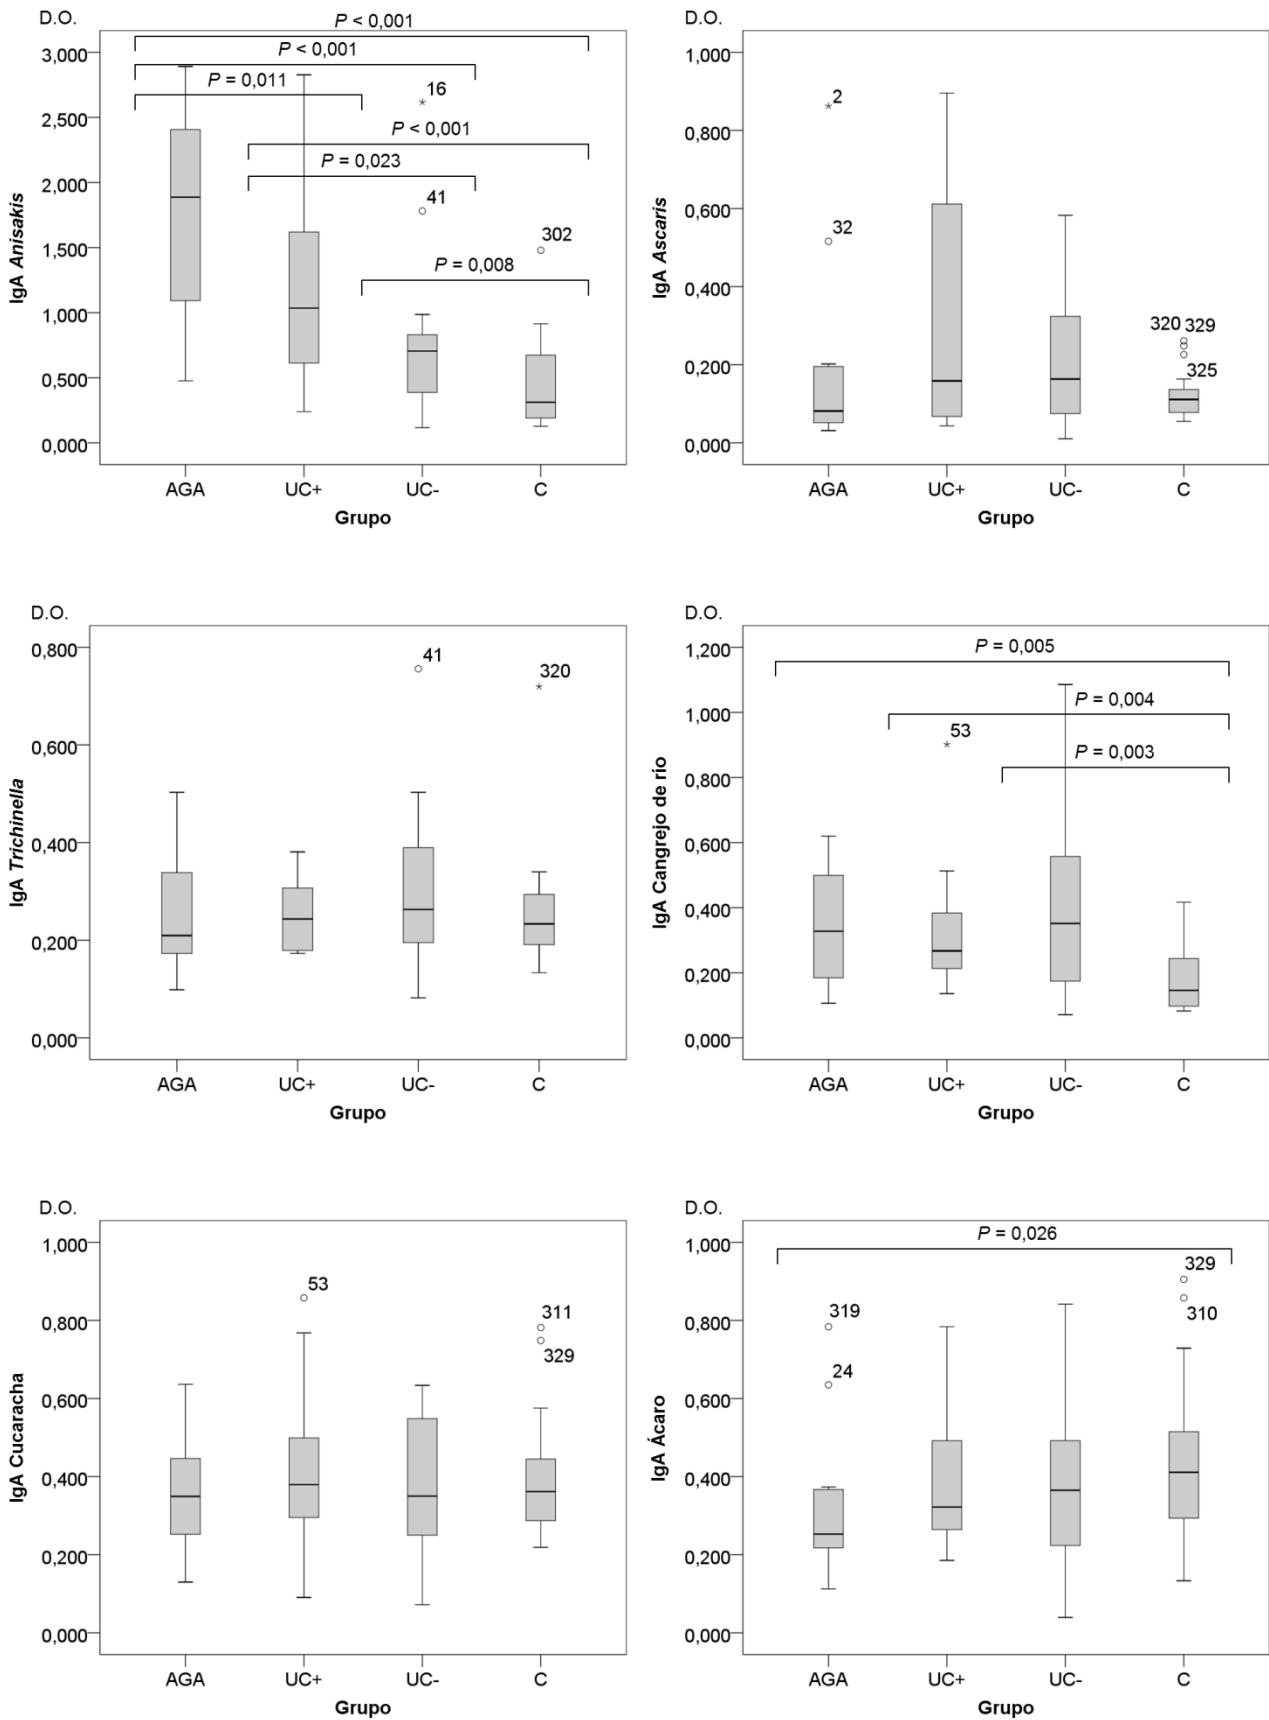 D.O.
P < 0,001
P < 0,001
P = 0,011
P < 0,001
P = 0,023
P = 0,008
3,000
2,500
2,000
1,500
1,000
0,500
0,000
16
41
302
IgA Anisakis
AGA UC+ UC- C
Grupo
D.O.
1,000
0,800
0,600
0,400
0,200
0,000
2
32
320 329
325
IgA Ascaris
AGA UC+ UC- C
Grupo
D.O.
0,800
0,600
0,400
0,200
0,000
41
320
IgA Trichinella
AGA UC+ UC- C
Grupo
D.O.
P = 0,005
P = 0,004
P = 0,003
1,200
1,000
0,800
0,600
0,400
0,200
0,000
53
IgA Cangrejo de río
AGA UC+ UC- C
Grupo
D.O.
1,000
0,800
0,600
0,400
0,200
0,000
53
311
329
IgA Cucaracha
AGA UC+ UC- C
Grupo
D.O.
P = 0,026
1,000
0,800
0,600
0,400
0,200
0,000
319
24
329
310
IgA Ácaro
AGA UC+ UC- C
Grupo